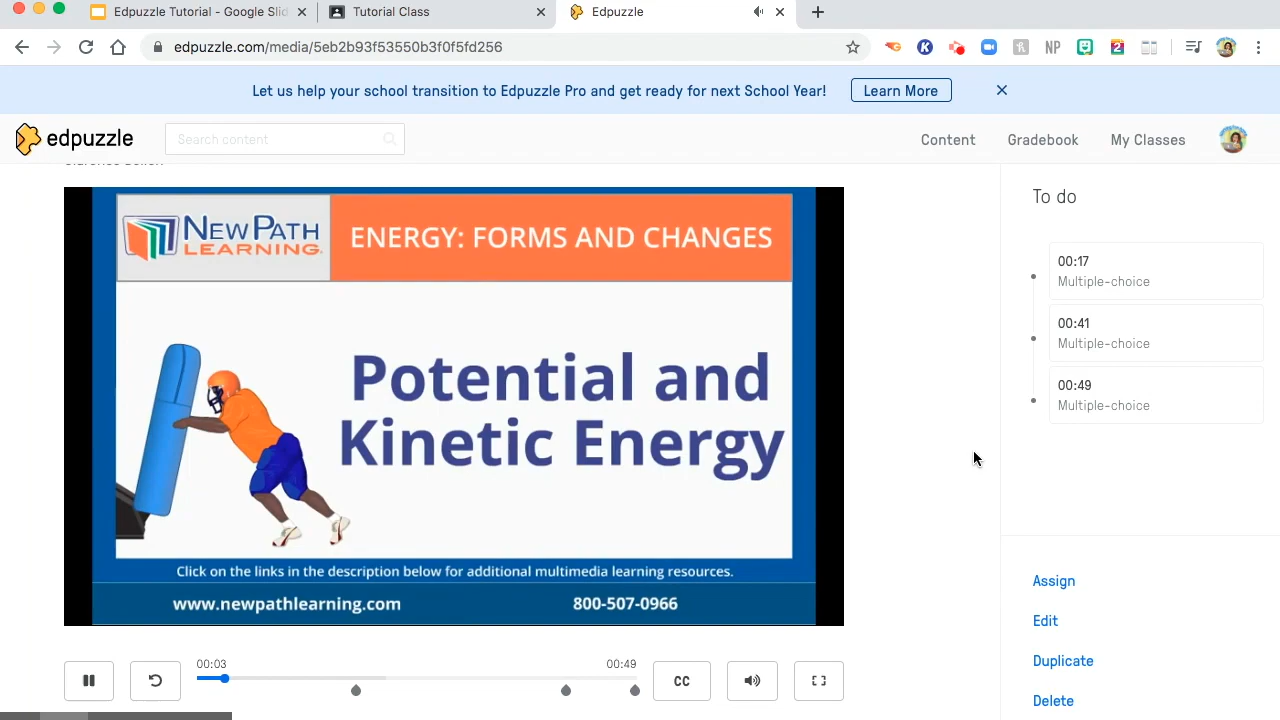 Edpuzzle Tutorial - Google Slid
Tutorial Class
Edpuzzle
edpuzzle.com/media/5eb2b93f53550b3f0f5fd256
NP
2
Let us help your school transition to Edpuzzle Pro and get ready for next School Year!
Learn More
edpuzzle
Search content
Content
Gradebook
My Classes
NEWPATH
LEARNING
ENERGY: FORMS AND CHANGES
Potential and
Kinetic Energy
Click on the links in the description below for additional multimedia learning resources.
www.newpathlearning.com
800-507-0966
00:03
00:49
CC
To do
00:17
Multiple-choice
00:41
Multiple-choice
00:49
Multiple-choice
Assign
Edit
Duplicate
Delete